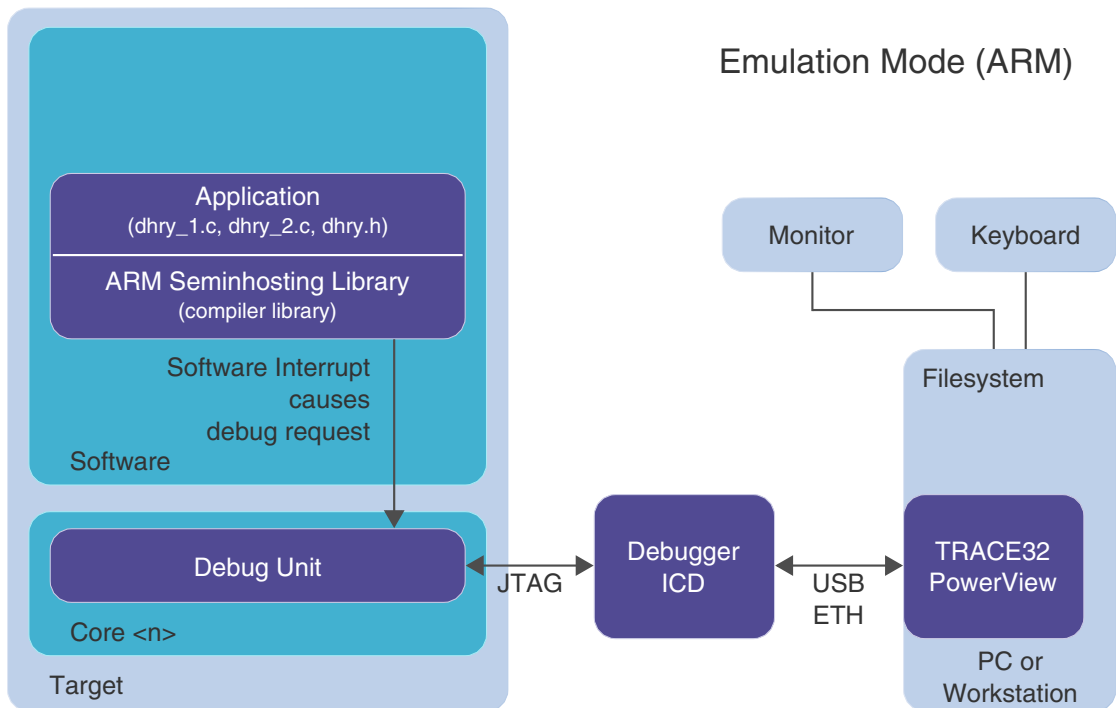 Emulation Mode (ARM)
Application
(dhry_1.c, dhry_2.c, dhry.h)
ARM Seminhosting Library
(compiler library)
Software Interrupt
causes
debug request
Software
Debug Unit
Core <n>
Target
JTAG
Debugger
ICD
USB
ETH
Monitor
Keyboard
Filesystem
TRACE32
PowerView
PC or
Workstation